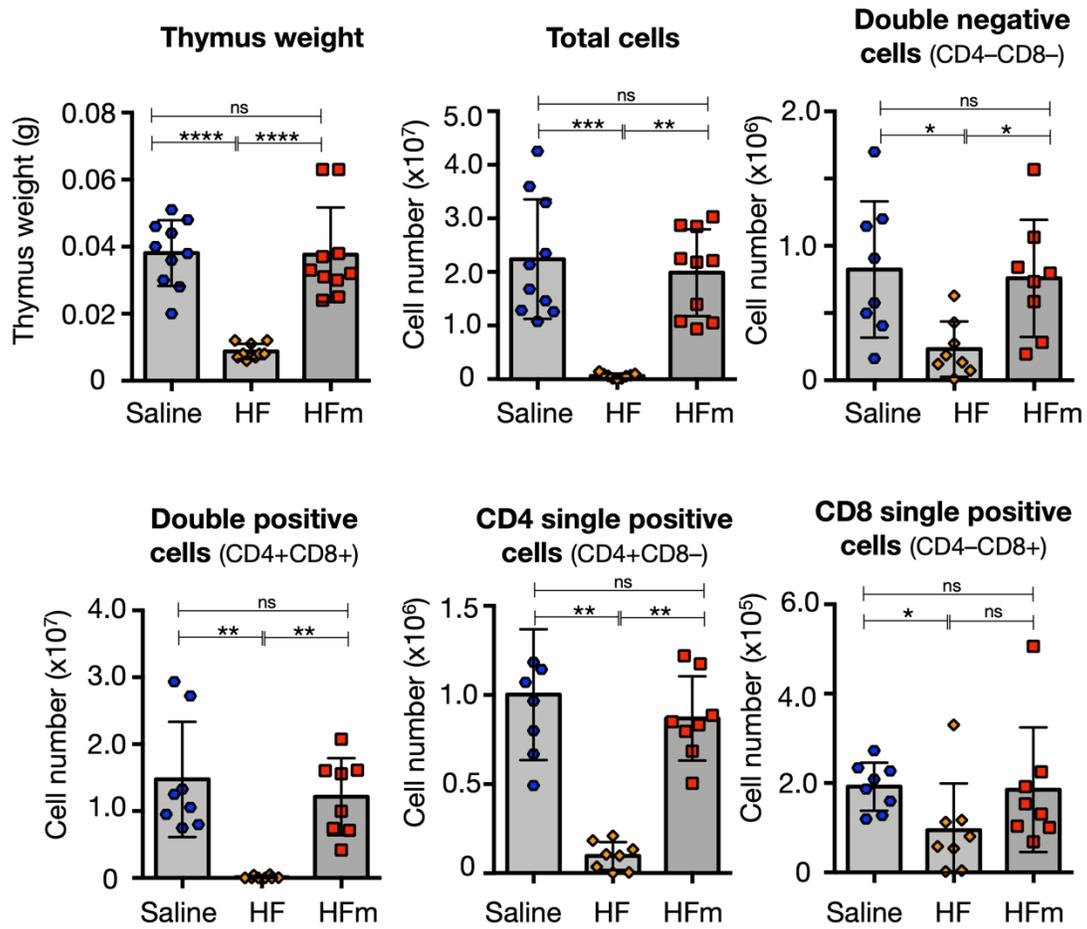 Thymus weight
Thymus weight (g)
0.08
0.06
0.04
0.02
0
ns
**** ****
Saline HF HFm
Total cells
Cell number (x10⁷)
5.0
4.0
3.0
2.0
1.0
0
ns
*** **
Saline HF HFm
Double negative
cells (CD4–CD8–)
Cell number (x10⁶)
2.0
1.0
0
ns
* *
Saline HF HFm
Double positive
cells (CD4+CD8+)
Cell number (x10⁷)
4.0
3.0
2.0
1.0
0
ns
** **
Saline HF HFm
CD4 single positive
cells (CD4+CD8–)
Cell number (x10⁶)
1.5
1.0
0.5
0
ns
** **
Saline HF HFm
CD8 single positive
cells (CD4–CD8+)
Cell number (x10⁵)
6.0
4.0
2.0
0
ns
* ns
Saline HF HFm